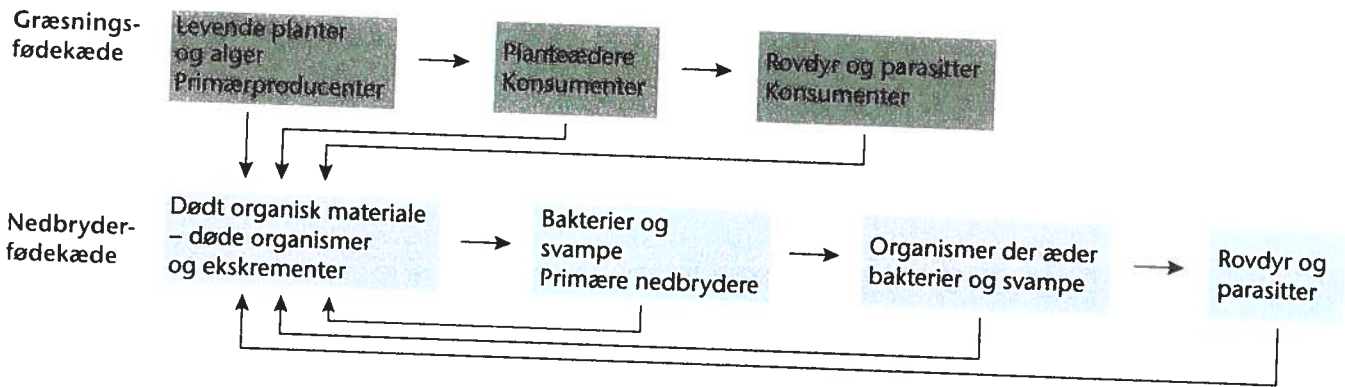 Græsnings-
fødekæde
Levende planter
og alger
Primærproducenter
Planteædere
Konsumenter
Rovdyr og parasitter
Konsumenter
Nedbryder-
fødekæde
Dødt organisk materiale
– døde organismer
og ekskrementer
Bakterier og
svampe
Primære nedbrydere
Organismer der æder
bakterier og svampe
Rovdyr og
parasitter